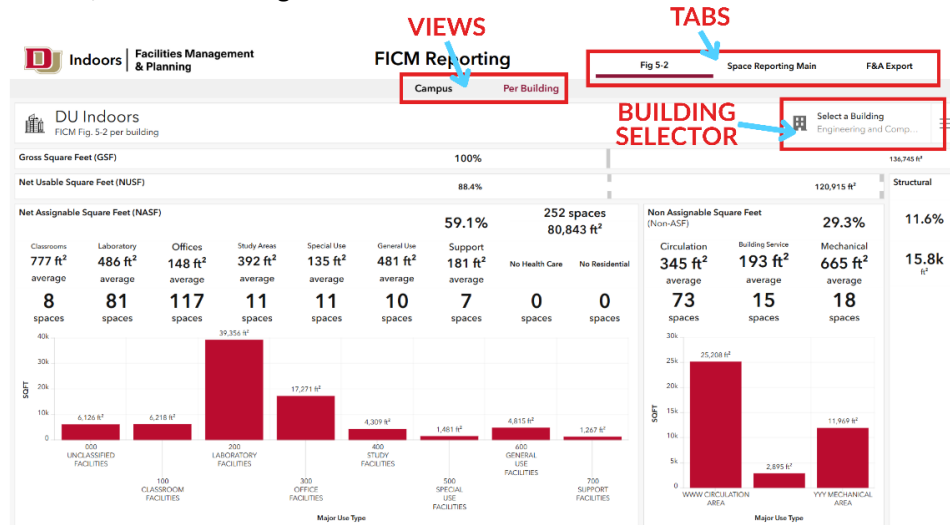 VIEWS
TABS
Indoors
Facilities Management
& Planning
FICM Reporting
Fig 5-2
Space Reporting Main
F&A Export
Campus
Per Building
BUILDING
SELECTOR
DU Indoors
FICM Fig. 5-2 per building
Select a Building
Engineering and Comp...
Gross Square Feet (GSF)
100%
136,745 ft²
Net Usable Square Feet (NUSF)
88.4%
120,915 ft²
Structural
11.6%
15.8k
ft²
Net Assignable Square Feet (NASF)
59.1%
252 spaces
80,843 ft²
Classrooms
777 ft²
average
8
spaces
Laboratory
486 ft²
average
81
spaces
Offices
148 ft²
average
117
spaces
Study Areas
392 ft²
average
11
spaces
Special Use
135 ft²
average
11
spaces
General Use
481 ft²
average
10
spaces
Support
181 ft²
average
7
spaces
No Health Care
0
spaces
No Residential
0
spaces
Non Assignable Square Feet
(Non-ASF)
29.3%
Circulation
345 ft²
average
73
spaces
Building Service
193 ft²
average
15
spaces
Mechanical
665 ft²
average
18
spaces
SQFT
40k
30k
20k
10k
0
6,126 ft²
6,218 ft²
39,356 ft²
17,271 ft²
4,309 ft²
1,481 ft²
4,815 ft²
1,267 ft²
000
UNCLASSIFIED
FACILITIES
100
CLASSROOM
FACILITIES
200
LABORATORY
FACILITIES
300
OFFICE
FACILITIES
400
STUDY
FACILITIES
500
SPECIAL
USE
FACILITIES
600
GENERAL
USE
FACILITIES
700
SUPPORT
FACILITIES
Major Use Type
SQFT
30k
25k
20k
15k
10k
5k
0
25,208 ft²
2,895 ft²
11,969 ft²
WWW CIRCULATION
AREA
YYY MECHANICAL
AREA
Major Use Type